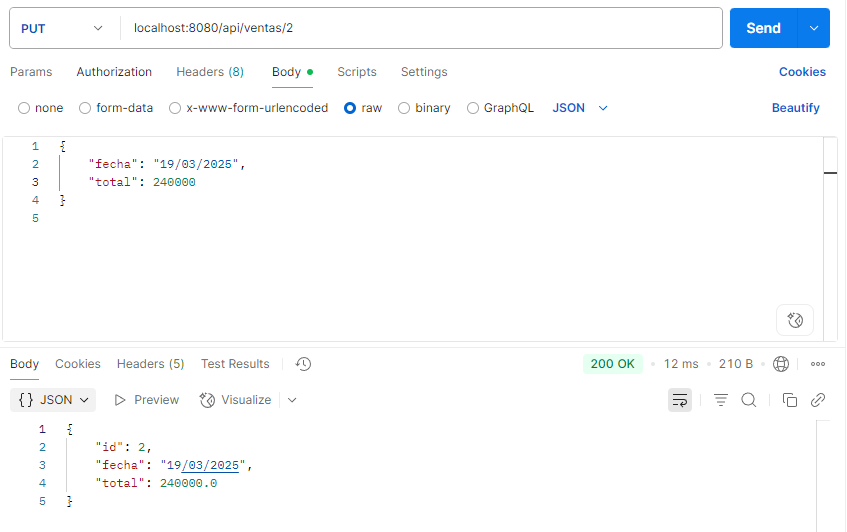 PUT localhost:8080/api/ventas/2 Send
Params Authorization Headers (8) Body Scripts Settings Cookies
none form-data x-www-form-urlencoded raw binary GraphQL JSON Beautify
1 {
2 "fecha": "19/03/2025",
3 "total": 240000
4 }
5
Body Cookies Headers (5) Test Results 200 OK • 12 ms • 210 B •
{} JSON Preview Visualize
1 {
2 "id": 2,
3 "fecha": "19/03/2025",
4 "total": 240000.0
5 }